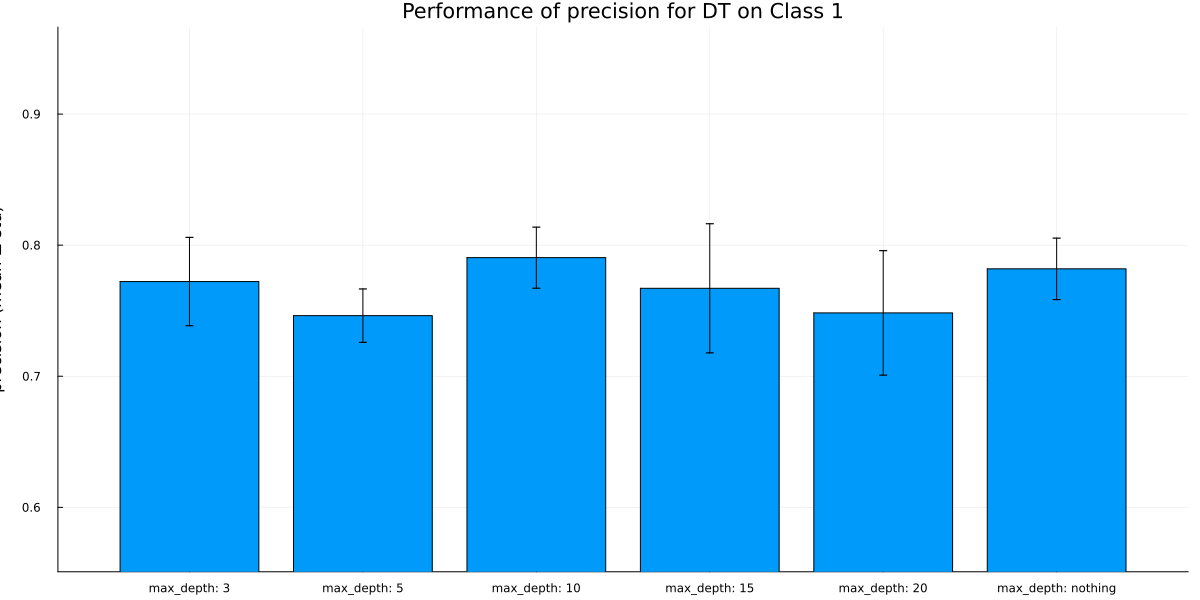 Performance of precision for DT on Class 1
0.9
0.8
0.7
0.6
max_depth: 3
max_depth: 5
max_depth: 10
max_depth: 15
max_depth: 20
max_depth: nothing